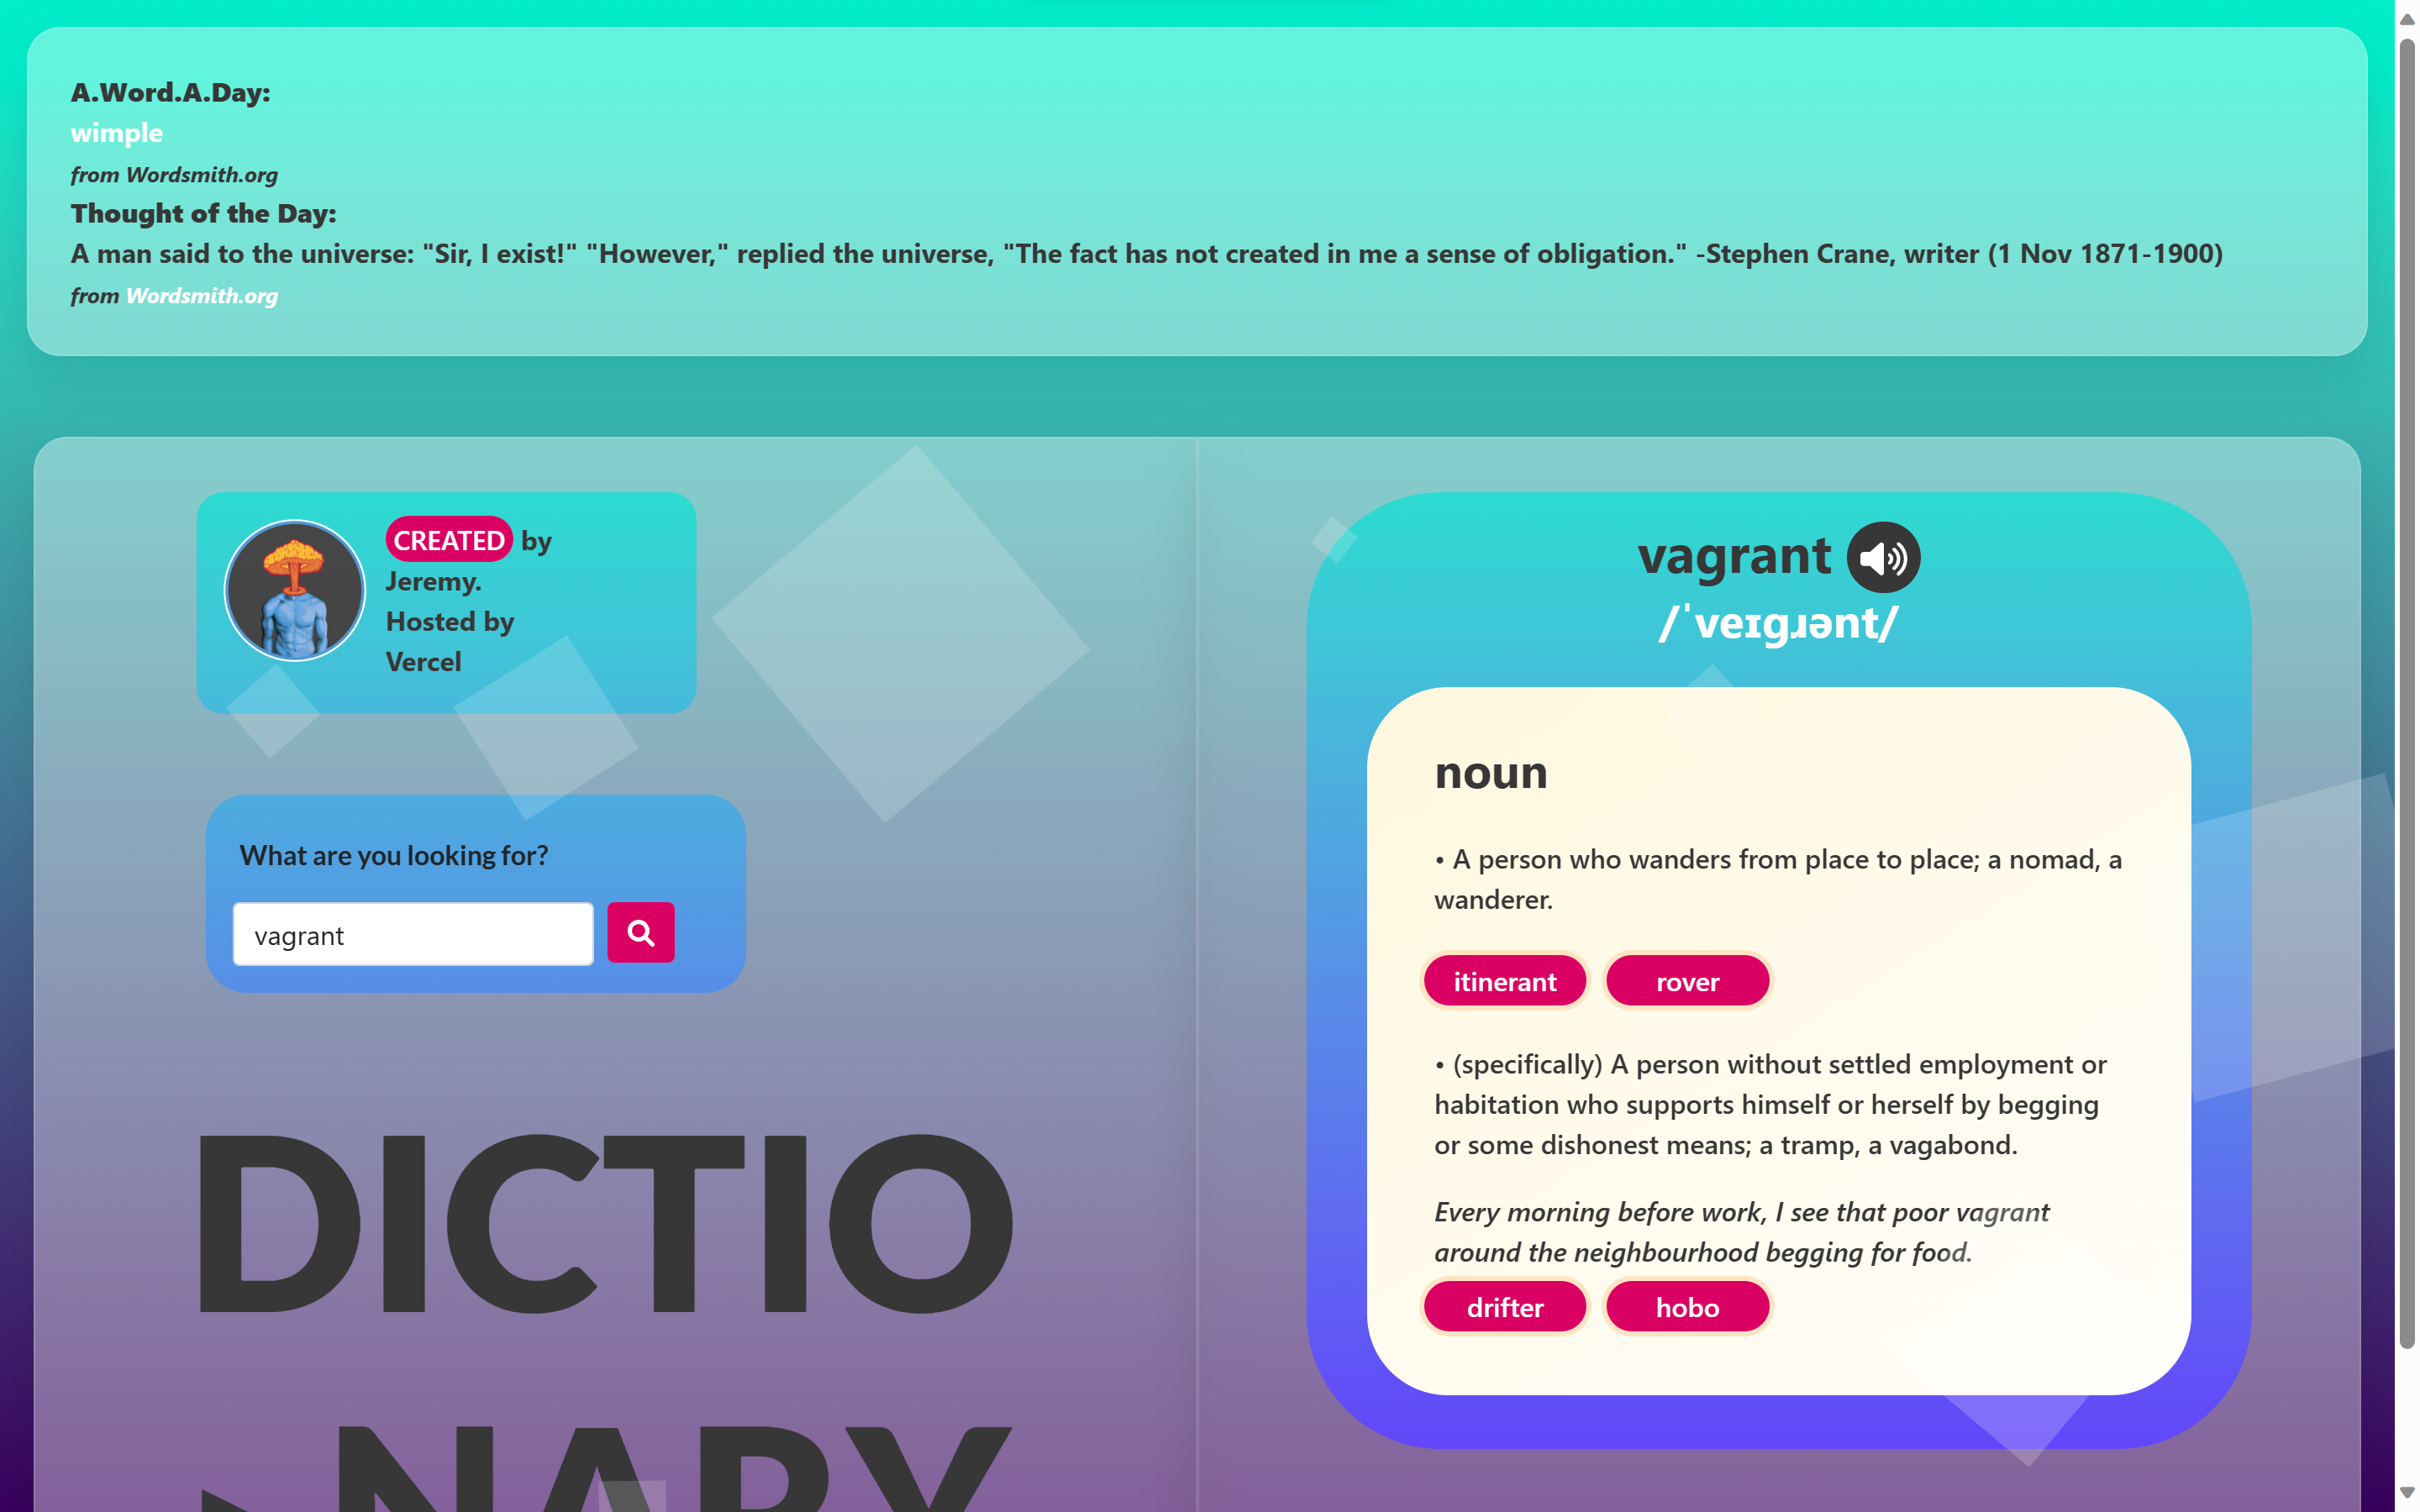 A.Word.A.Day:
wimple
from Wordsmith.org
Thought of the Day:
A man said to the universe: "Sir, I exist!" "However," replied the universe, "The fact has not created in me a sense of obligation." -Stephen Crane, writer (1 Nov 1871-1900)
from Wordsmith.org
CREATED by
Jeremy.
Hosted by
Vercel
What are you looking for?
vagrant
DICTIO
NARY
vagrant
/ˈveɪɡɹənt/
noun
• A person who wanders from place to place; a nomad, a
wanderer.
itinerant rover
• (specifically) A person without settled employment or
habitation who supports himself or herself by begging
or some dishonest means; a tramp, a vagabond.
Every morning before work, I see that poor vagrant
around the neighbourhood begging for food.
drifter hobo